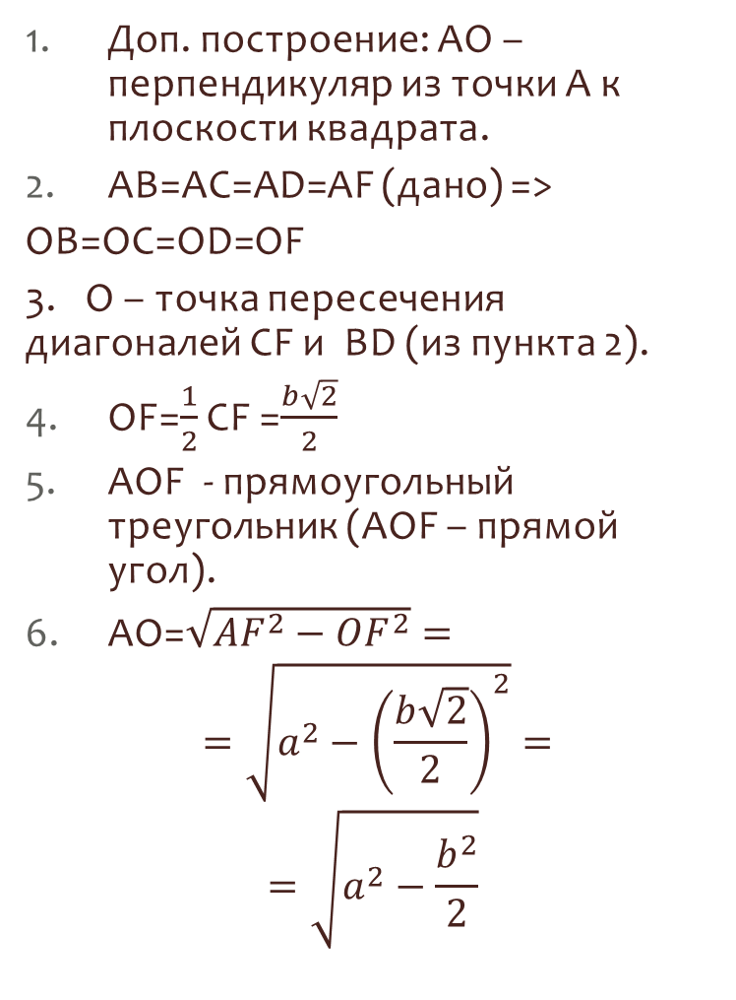 1. Доп. построение: АО –
перпендикуляр из точки А к
плоскости квадрата.
2. AB=AC=AD=AF (дано) =>
OB=OC=OD=OF
3. О – точка пересечения
диагоналей CF и BD (из пункта 2).
4. OF=\frac{1}{2} CF =\frac{b\sqrt{2}}{2}
5. AOF - прямоугольный
треугольник (AOF – прямой
угол).
6. AO=\sqrt{AF^2 − OF^2} =
= \sqrt{a^2 − \left(\frac{b\sqrt{2}}{2}\right)^2} =
= \sqrt{a^2 − \frac{b^2}{2}}